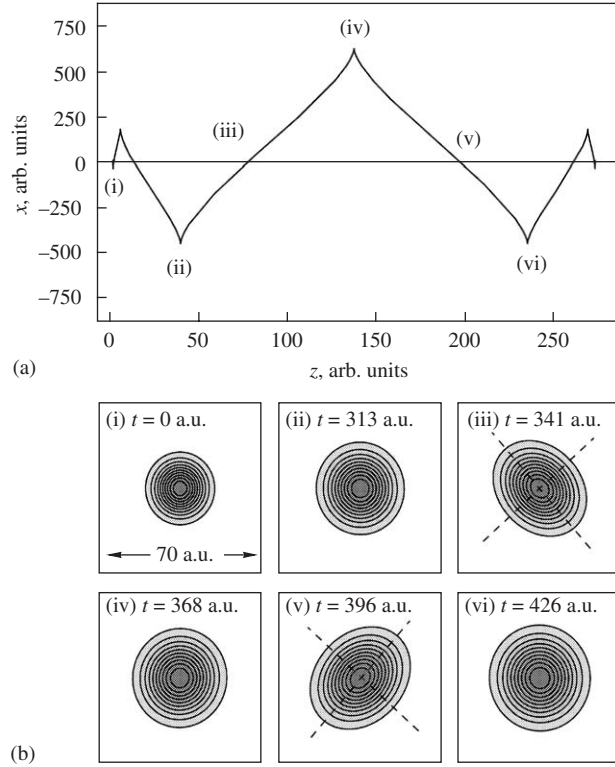 750
500
250
0
−250
−500
−750
x, arb. units
(i)
(ii)
(iii)
(iv)
(v)
(vi)
0 50 100 150 200 250
z, arb. units
(a)
(i) t = 0 a.u.
70 a.u.
(ii) t = 313 a.u.
(iii) t = 341 a.u.
(iv) t = 368 a.u.
(v) t = 396 a.u.
(vi) t = 426 a.u.
(b)